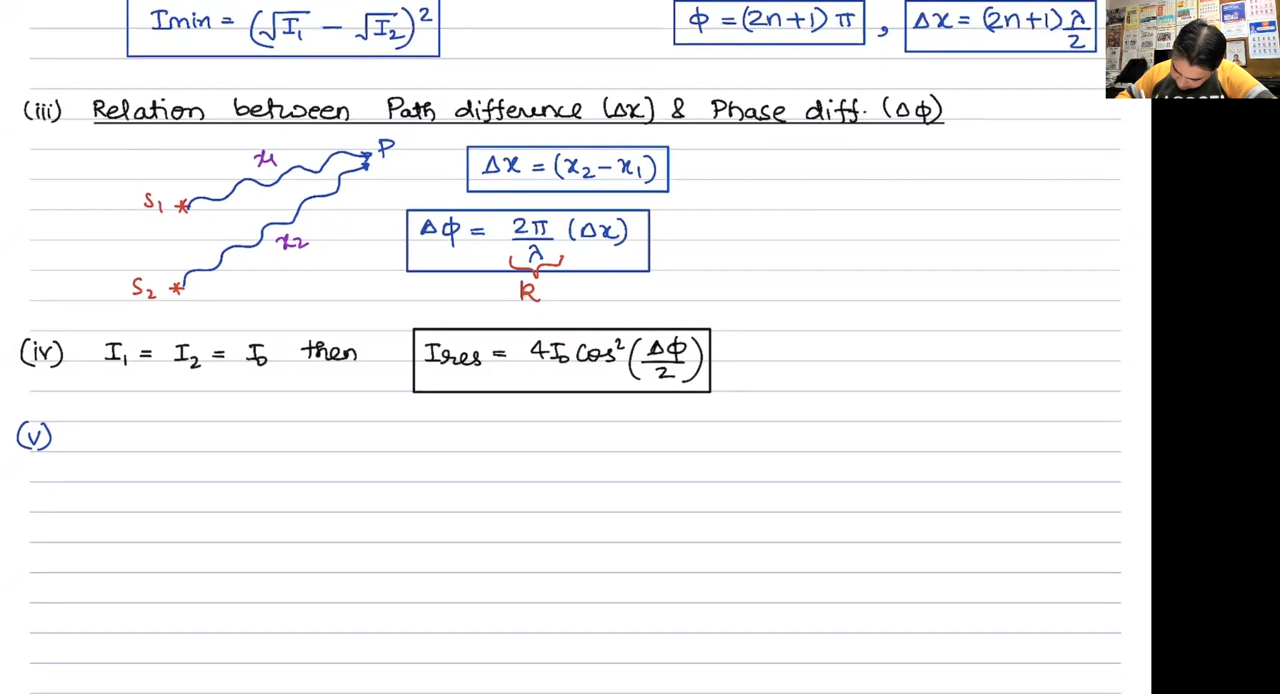 Imin = (√I₁ - √I₂)²
φ = (2n+1) π , Δx = (2n+1) λ/2
(iii) Relation between Path difference (Δx) & Phase diff. (Δφ)
x₁ P
S₁
Δx = (x₂ - x₁)
Δφ = 2π/λ (Δx)
x₂
S₂
k
(iv) I₁ = I₂ = I₀ then Ires = 4I₀ Cos² (Δφ/2)
(v)